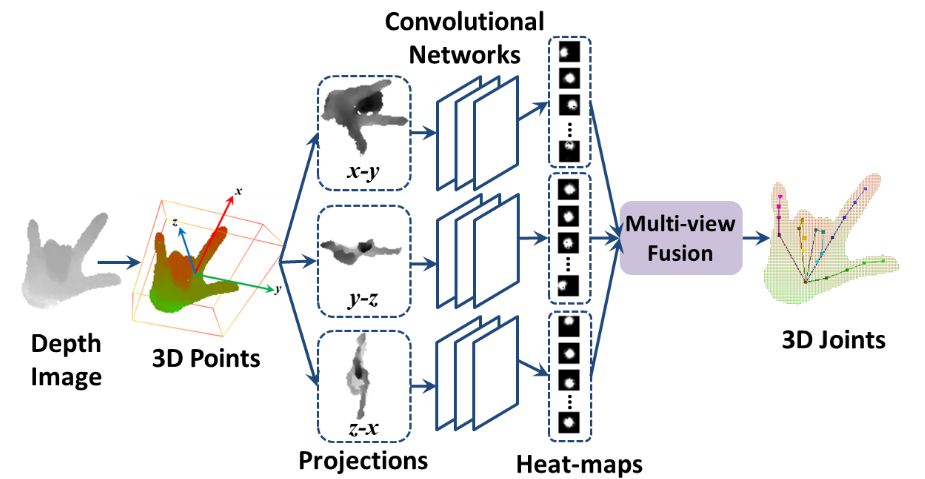 Convolutional
Networks
x-y
x
z
y
y-z
Multi-view
Fusion
Depth
Image
3D Points
z-x
3D Joints
Projections
Heat-maps